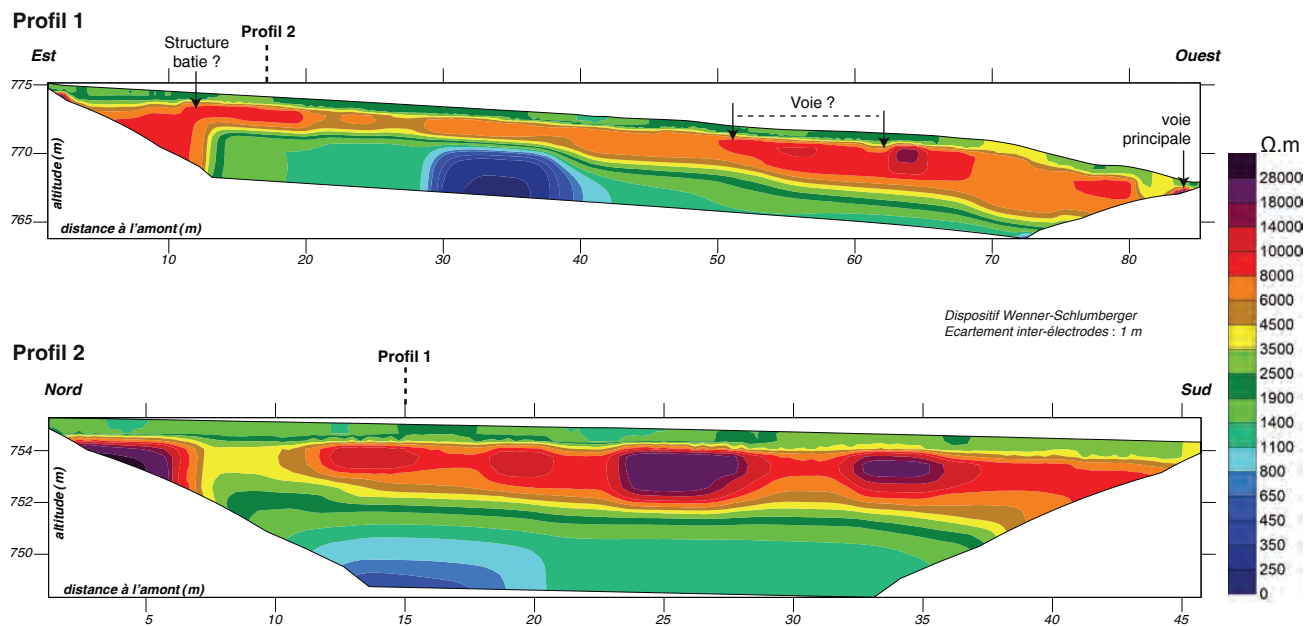 Profil 1
Est
Structure
batie ?
Profil 2
Voie ?
Ouest
voie
principale
775
770
765
altitude (m)
distance à l'amont (m)
10
20
30
40
50
60
70
80
Ω.m
28000
18000
14000
10000
8000
6000
4500
3500
2500
1900
1400
1100
800
650
450
350
250
0
Dispositif Wenner-Schlumberger
Ecartement inter-électrodes : 1 m
Profil 2
Nord
Profil 1
Sud
754
752
750
altitude (m)
distance à l'amont (m)
5
10
15
20
25
30
35
40
45